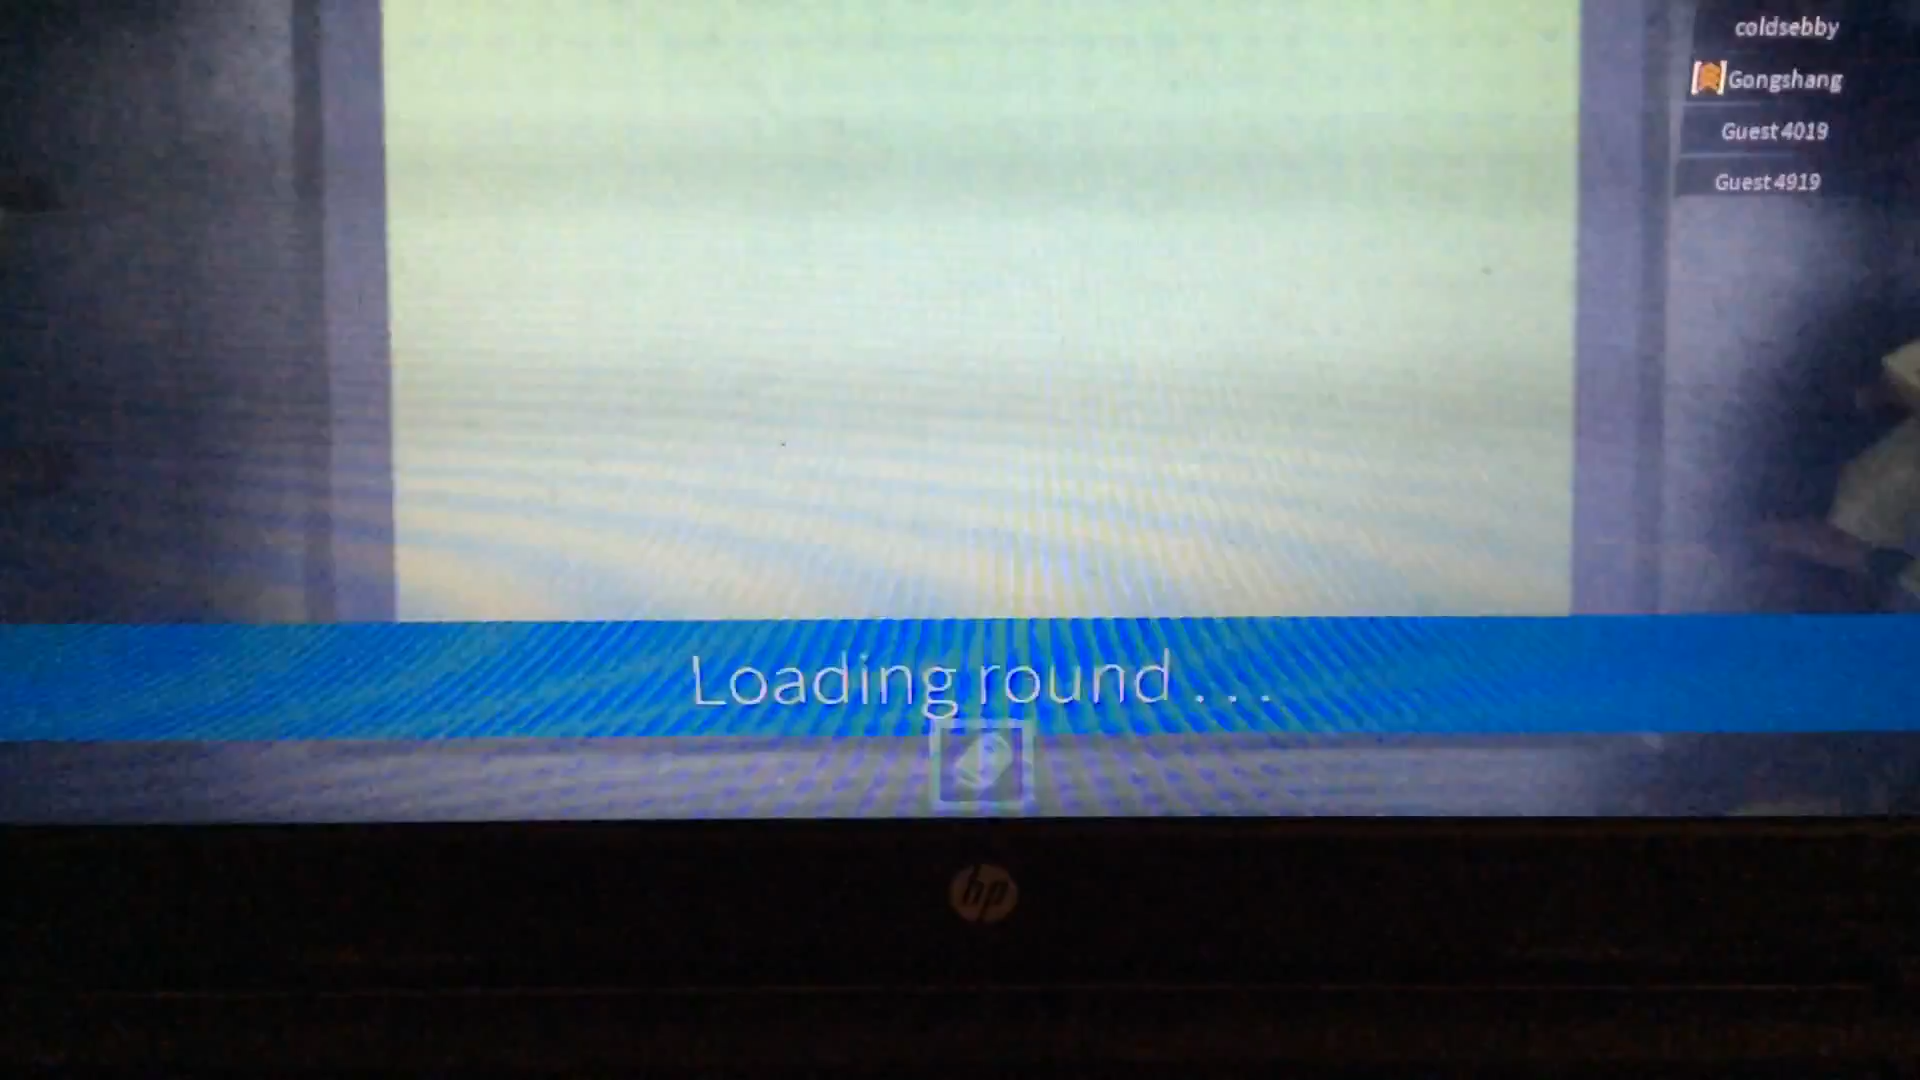 coldsebby
Gongshang
Guest 4019
Guest 4919
Loading round . . .
hp